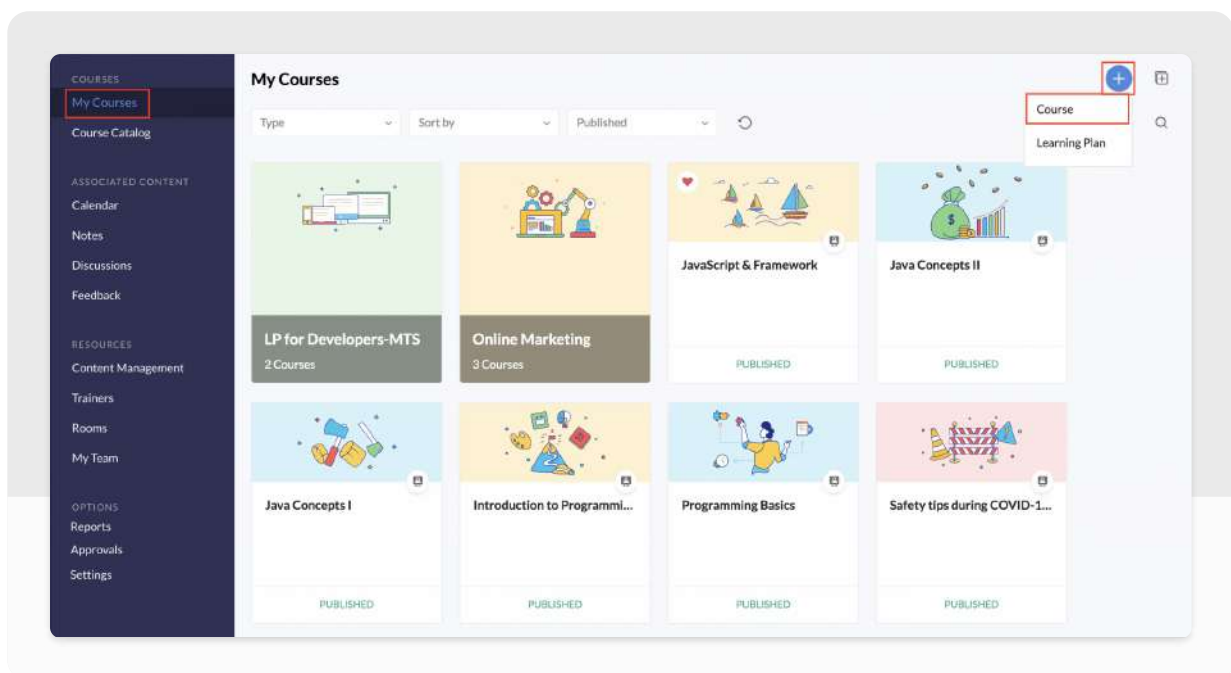 COURSES
My Courses
Course Catalog
ASSOCIATED CONTENT
Calendar
Notes
Discussions
Feedback
RESOURCES
Content Management
Trainers
Rooms
My Team
OPTIONS
Reports
Approvals
Settings
My Courses
Type
Sort by
Published
Course
Learning Plan
LP for Developers-MTS
2 Courses
Online Marketing
3 Courses
JavaScript & Framework
PUBLISHED
Java Concepts II
PUBLISHED
Java Concepts I
PUBLISHED
Introduction to Programmi...
PUBLISHED
Programming Basics
PUBLISHED
Safety tips during COVID-1...
PUBLISHED